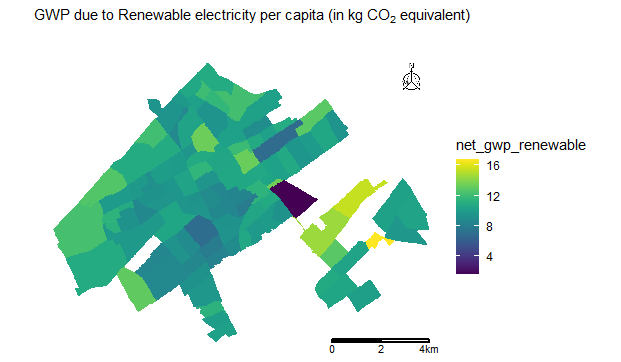 GWP due to Renewable electricity per capita (in kg CO₂ equivalent)
N
net_gwp_renewable
16
12
8
4
0 2 4km